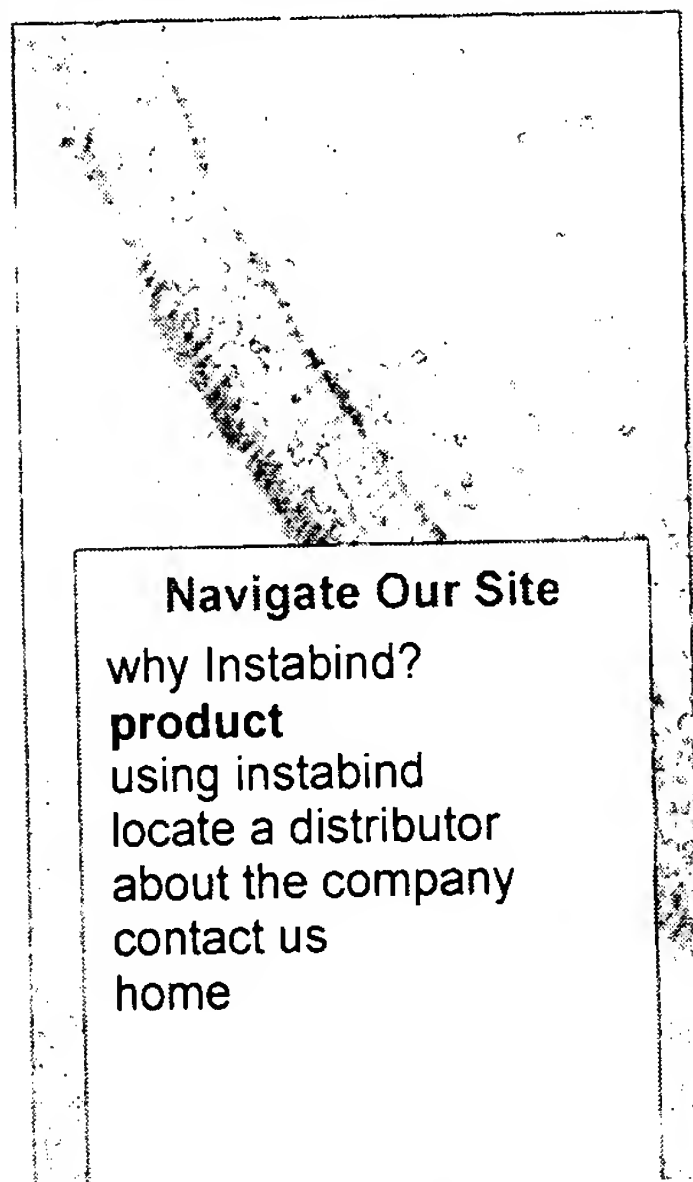 Navigate Our Site
why Instabind?
product
using instabind
locate a distributor
about the company
contact us
home